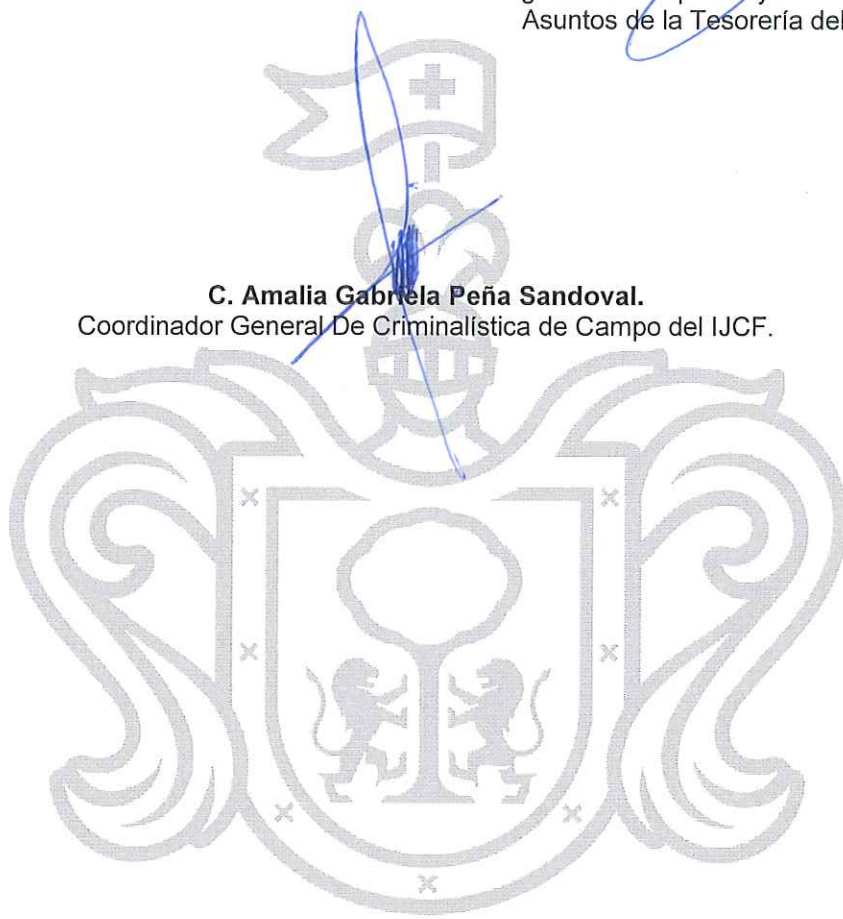 Asuntos de la Tesorería del
C. Amalia Gabriela Peña Sandoval.
Coordinador General De Criminalística de Campo del IJCF.